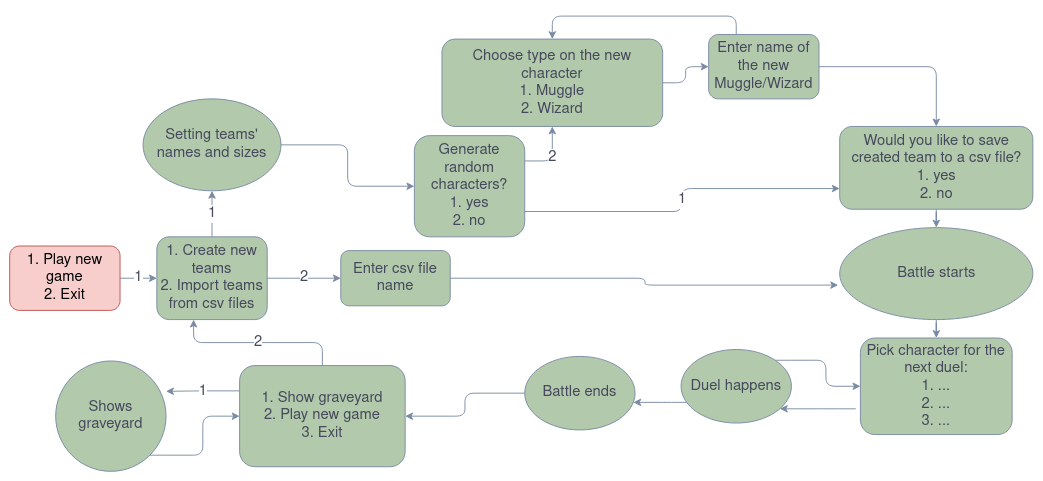 Choose type on the new
character
1. Muggle
2. Wizard
Enter name of
the new
Muggle/Wizard
Setting teams'
names and sizes
Generate
random
characters?
1. yes
2. no
2
1
Would you like to save
created team to a csv file?
1. yes
2. no
1
1. Play new
game
2. Exit
1
1. Create new
teams
2. Import teams
from csv files
2
Enter csv file
name
Battle starts
2
Pick character for the
next duel:
1. ...
2. ...
3. ...
Duel happens
Battle ends
1. Show graveyard
2. Play new game
3. Exit
1
Shows
graveyard